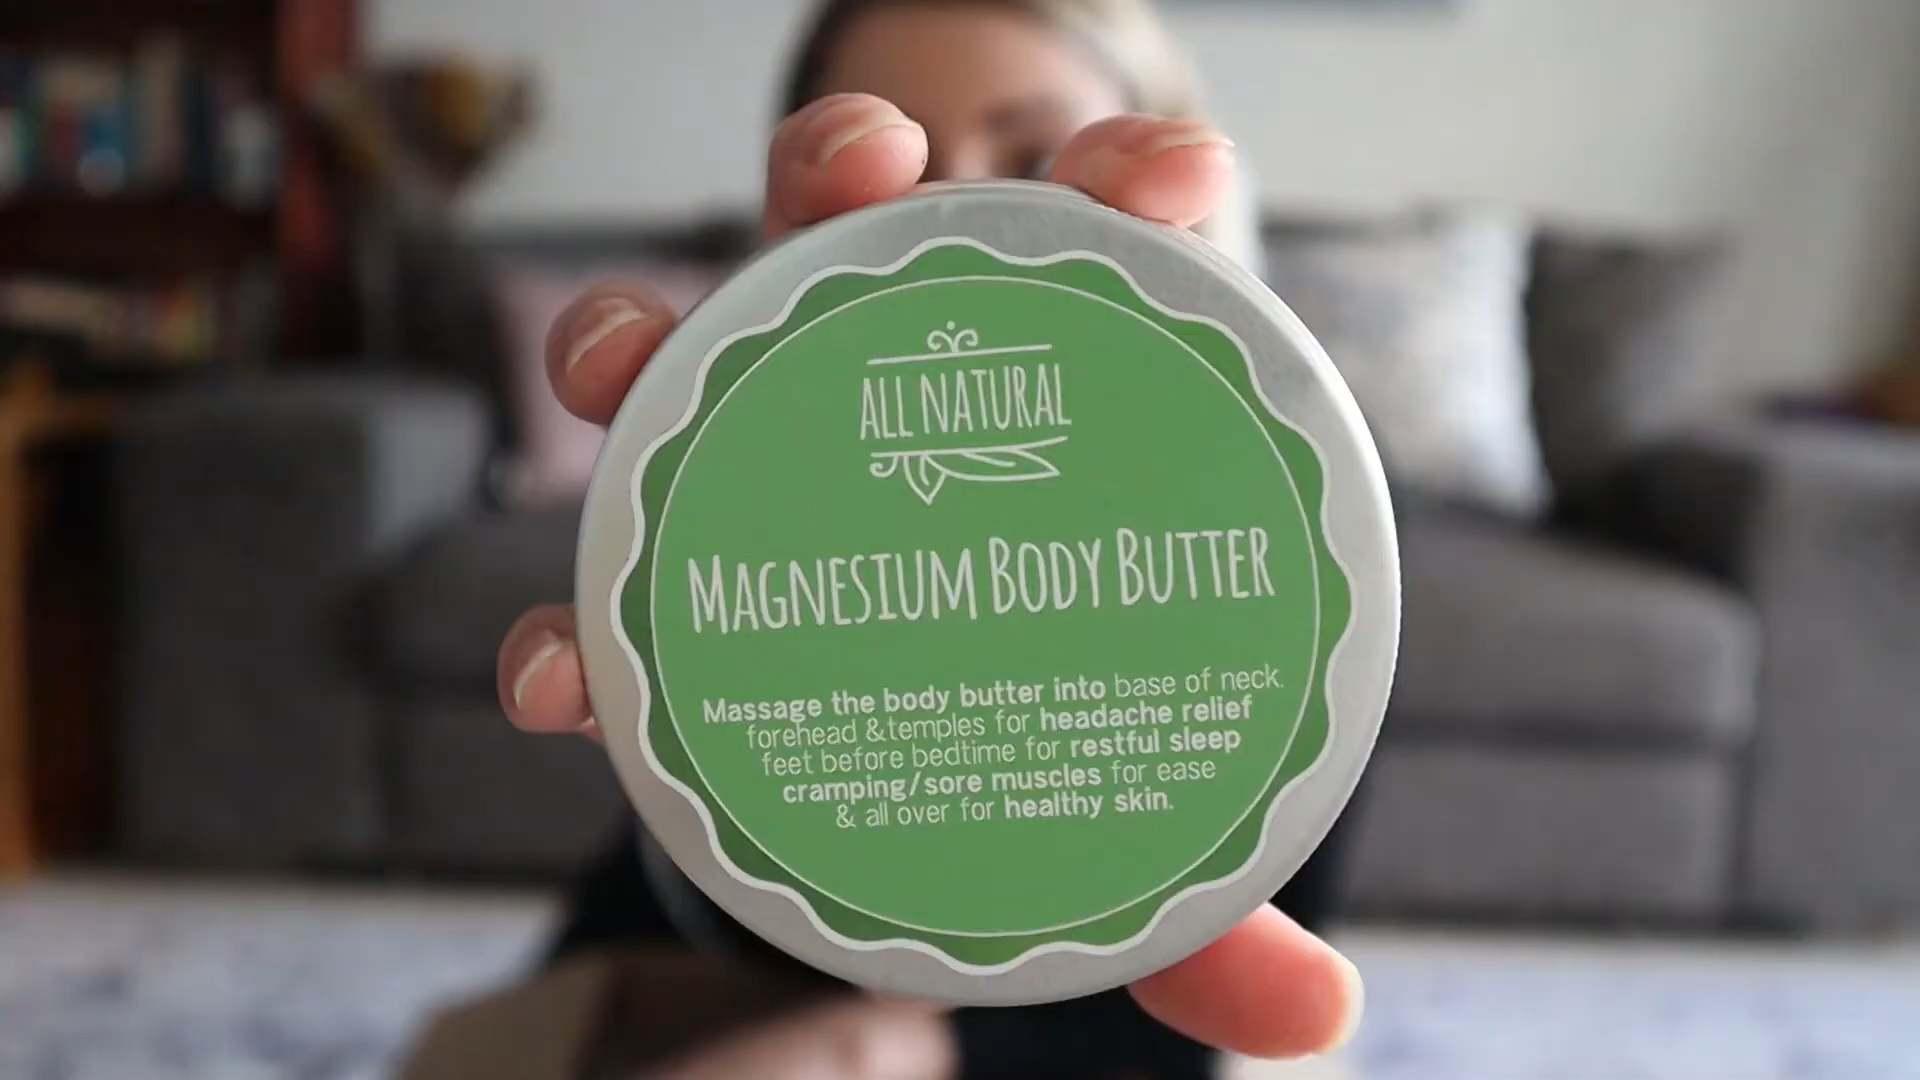 ALL NATURAL
MAGNESIUM BODY BUTTER
Massage the body butter into base of neck.
forehead &temples for headache relief
feet before bedtime for restful sleep
cramping/sore muscles for ease
& all over for healthy skin.